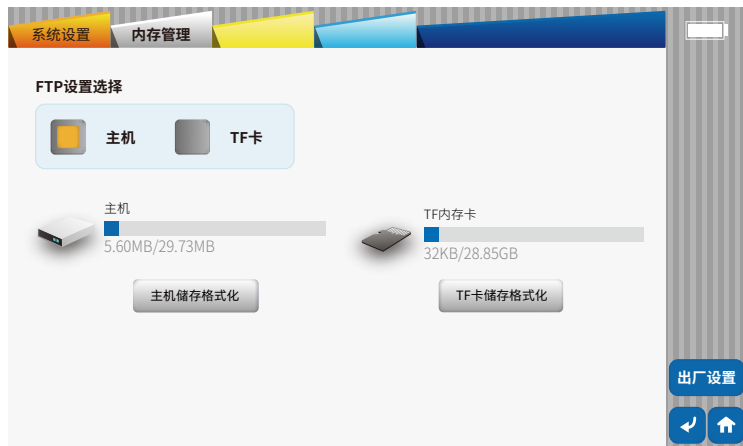 系统设置
内存管理
FTP设置选择
主机
TF卡
主机
5.60MB/29.73MB
TF内存卡
32KB/28.85GB
主机储存格式化
TF卡储存格式化
出厂设置